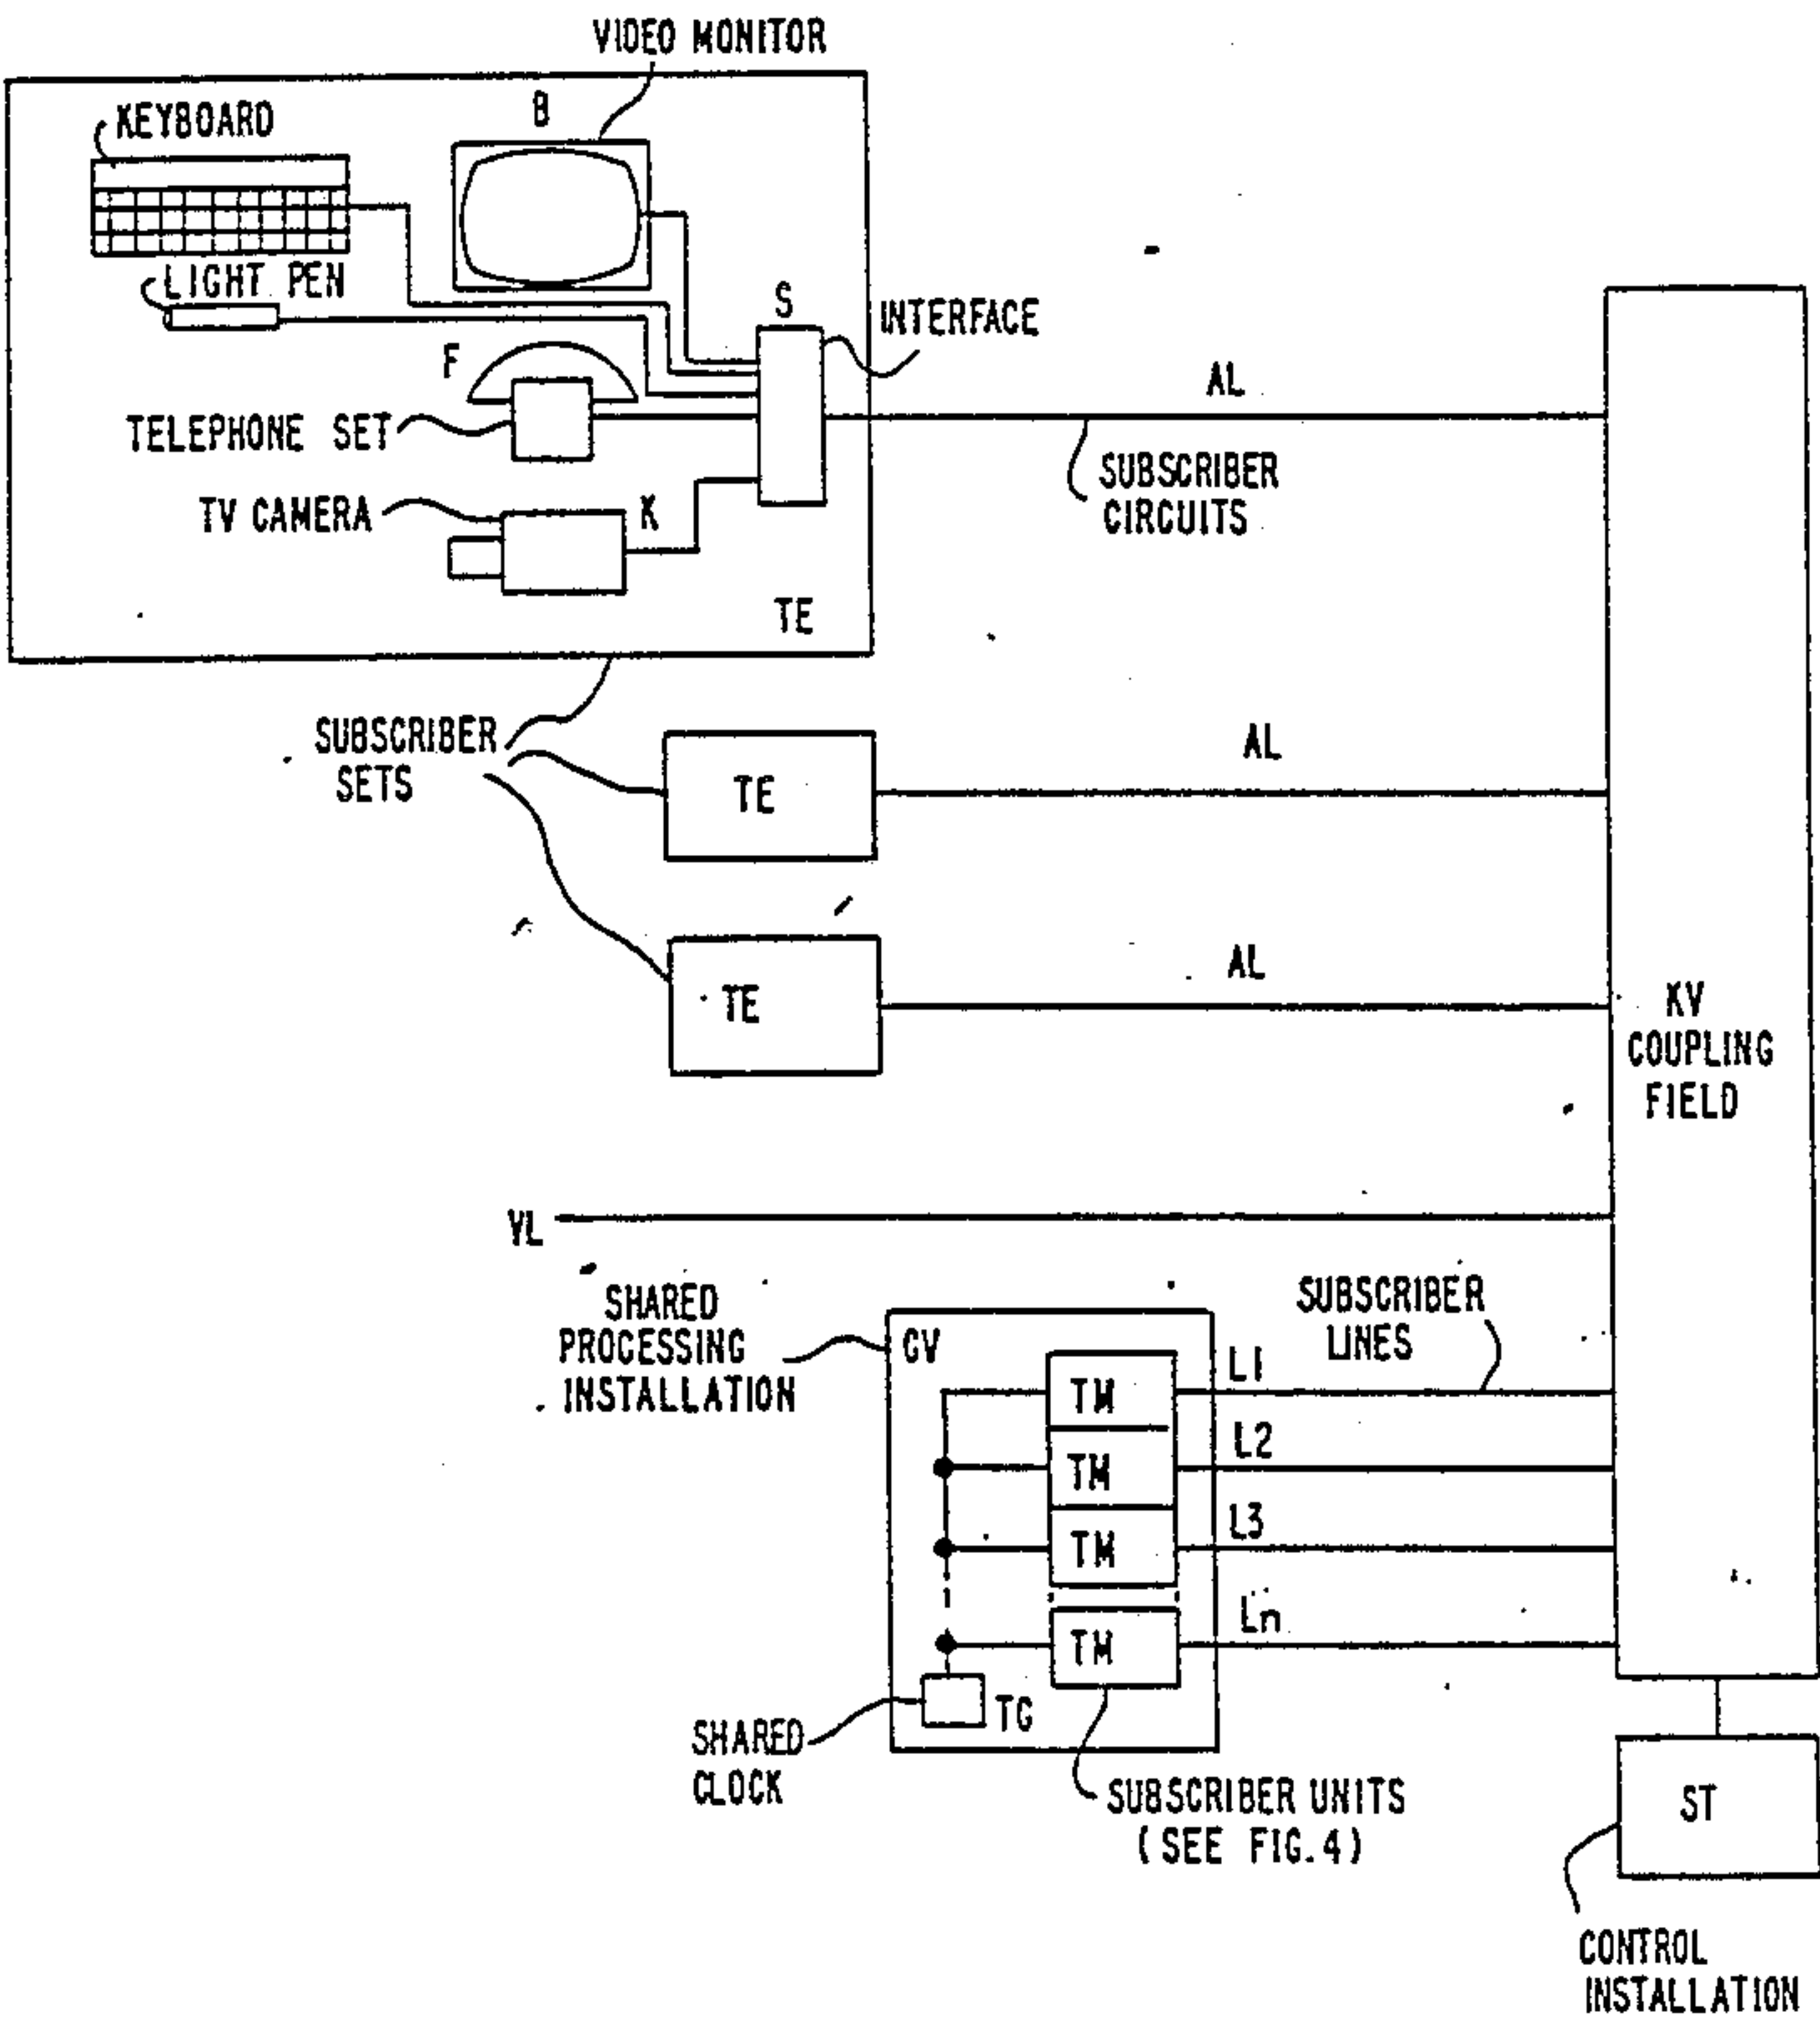 VIDEO MONITOR
KEYBOARD
B
LIGHT PEN
S
INTERFACE
F
TELEPHONE SET
AL
SUBSCRIBER
CIRCUITS
TV CAMERA
K
TE
SUBSCRIBER
SETS
TE
AL
TE
AL
KV
COUPLING
FIELD
VL
SHARED
PROCESSING
INSTALLATION
GV
SUBSCRIBER
LINES
TM
L1
TM
L2
TM
L3
TM
Ln
TG
SHARED
CLOCK
SUBSCRIBER UNITS
(SEE FIG.4)
ST
CONTROL
INSTALLATION